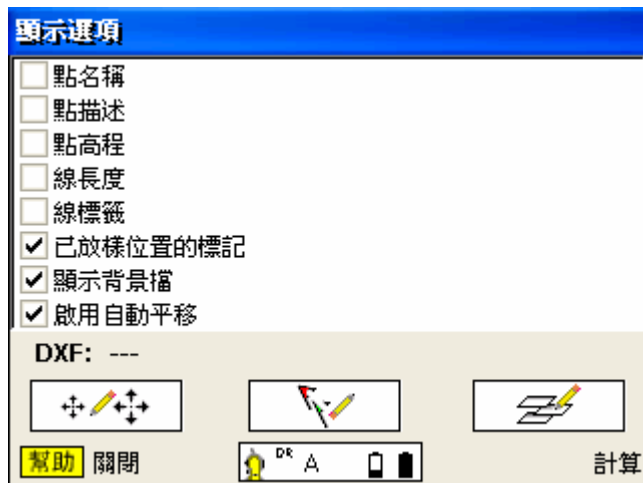 顯示選項
點名稱
點描述
點高程
線長度
線標籤
已放樣位置的標記
顯示背景檔
啟用自動平移
DXF: ---
幫助 關閉 DR A 計算